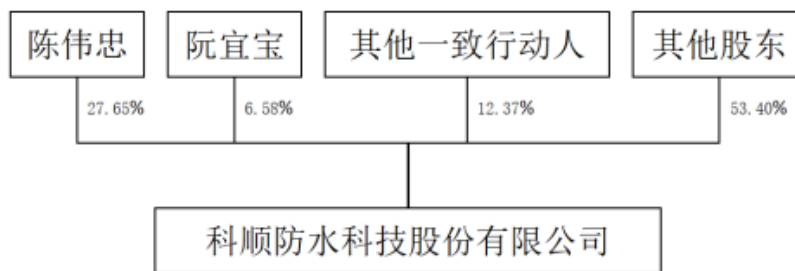 陈伟忠
阮宜宝
其他一致行动人
其他股东
27.65%
6.58%
12.37%
53.40%
科顺防水科技股份有限公司